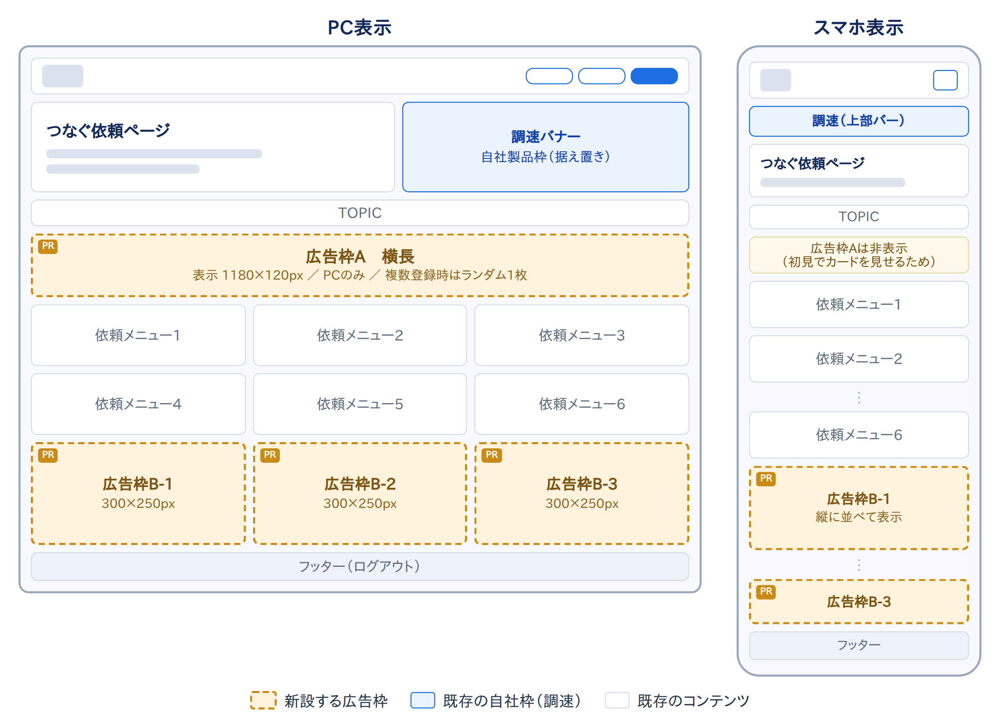 PC表示
つなぐ依頼ページ
調速バナー
自社製品枠（据え置き）
TOPIC
PR
広告枠A　横長
表示 1180×120px ／ PCのみ ／ 複数登録時はランダム1枚
依頼メニュー1
依頼メニュー2
依頼メニュー3
依頼メニュー4
依頼メニュー5
依頼メニュー6
PR
広告枠B-1
300×250px
PR
広告枠B-2
300×250px
PR
広告枠B-3
300×250px
フッター（ログアウト）
スマホ表示
調速（上部バー）
つなぐ依頼ページ
TOPIC
広告枠Aは非表示
（初見でカードを見せるため）
依頼メニュー1
依頼メニュー2
⋮
依頼メニュー6
PR
広告枠B-1
縦に並べて表示
⋮
PR
広告枠B-3
フッター
新設する広告枠
既存の自社枠（調速）
既存のコンテンツ